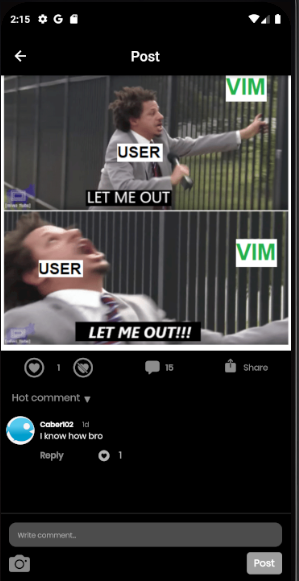 2:15 G
Post
VIM
USER
LET ME OUT
VIM
USER
LET ME OUT!!!
1 15 Share
Hot comment
Caber102 1d
I know how bro
Reply 1
Write comment..
Post